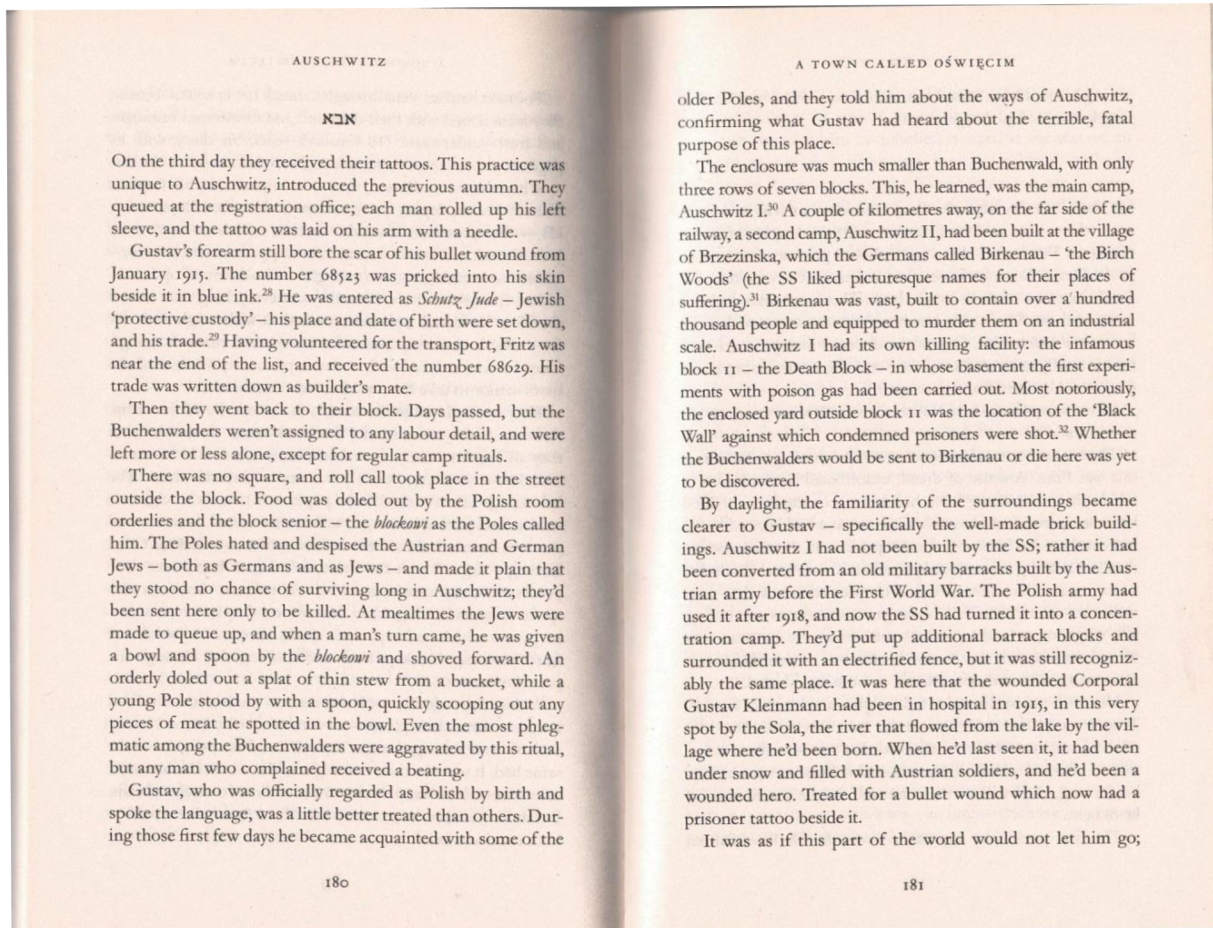 AUSCHWITZ
אבא
On the third day they received their tattoos. This practice was
unique to Auschwitz, introduced the previous autumn. They
queued at the registration office; each man rolled up his left
sleeve, and the tattoo was laid on his arm with a needle.
Gustav's forearm still bore the scar of his bullet wound from
January 1915. The number 68523 was pricked into his skin
beside it in blue ink.²⁸ He was entered as Schutz Jude – Jewish
'protective custody' – his place and date of birth were set down,
and his trade.²⁹ Having volunteered for the transport, Fritz was
near the end of the list, and received the number 68629. His
trade was written down as builder's mate.
Then they went back to their block. Days passed, but the
Buchenwalders weren't assigned to any labour detail, and were
left more or less alone, except for regular camp rituals.
There was no square, and roll call took place in the street
outside the block. Food was doled out by the Polish room
orderlies and the block senior – the blockowi as the Poles called
him. The Poles hated and despised the Austrian and German
Jews – both as Germans and as Jews – and made it plain that
they stood no chance of surviving long in Auschwitz; they'd
been sent here only to be killed. At mealtimes the Jews were
made to queue up, and when a man's turn came, he was given
a bowl and spoon by the blockowi and shoved forward. An
orderly doled out a splat of thin stew from a bucket, while a
young Pole stood by with a spoon, quickly scooping out any
pieces of meat he spotted in the bowl. Even the most phleg-
matic among the Buchenwalders were aggravated by this ritual,
but any man who complained received a beating.
Gustav, who was officially regarded as Polish by birth and
spoke the language, was a little better treated than others. Dur-
ing those first few days he became acquainted with some of the
180
A TOWN CALLED OŚWIĘCIM
older Poles, and they told him about the ways of Auschwitz,
confirming what Gustav had heard about the terrible, fatal
purpose of this place.
The enclosure was much smaller than Buchenwald, with only
three rows of seven blocks. This, he learned, was the main camp,
Auschwitz I.³⁰ A couple of kilometres away, on the far side of the
railway, a second camp, Auschwitz II, had been built at the village
of Brzezinska, which the Germans called Birkenau – 'the Birch
Woods' (the SS liked picturesque names for their places of
suffering).³¹ Birkenau was vast, built to contain over a hundred
thousand people and equipped to murder them on an industrial
scale. Auschwitz I had its own killing facility: the infamous
block 11 – the Death Block – in whose basement the first experi-
ments with poison gas had been carried out. Most notoriously,
the enclosed yard outside block 11 was the location of the 'Black
Wall' against which condemned prisoners were shot.³² Whether
the Buchenwalders would be sent to Birkenau or die here was yet
to be discovered.
By daylight, the familiarity of the surroundings became
clearer to Gustav – specifically the well-made brick build-
ings. Auschwitz I had not been built by the SS; rather it had
been converted from an old military barracks built by the Aus-
trian army before the First World War. The Polish army had
used it after 1918, and now the SS had turned it into a concen-
tration camp. They'd put up additional barrack blocks and
surrounded it with an electrified fence, but it was still recogniz-
ably the same place. It was here that the wounded Corporal
Gustav Kleinmann had been in hospital in 1915, in this very
spot by the Sola, the river that flowed from the lake by the vil-
lage where he'd been born. When he'd last seen it, it had been
under snow and filled with Austrian soldiers, and he'd been a
wounded hero. Treated for a bullet wound which now had a
prisoner tattoo beside it.
It was as if this part of the world would not let him go;
181